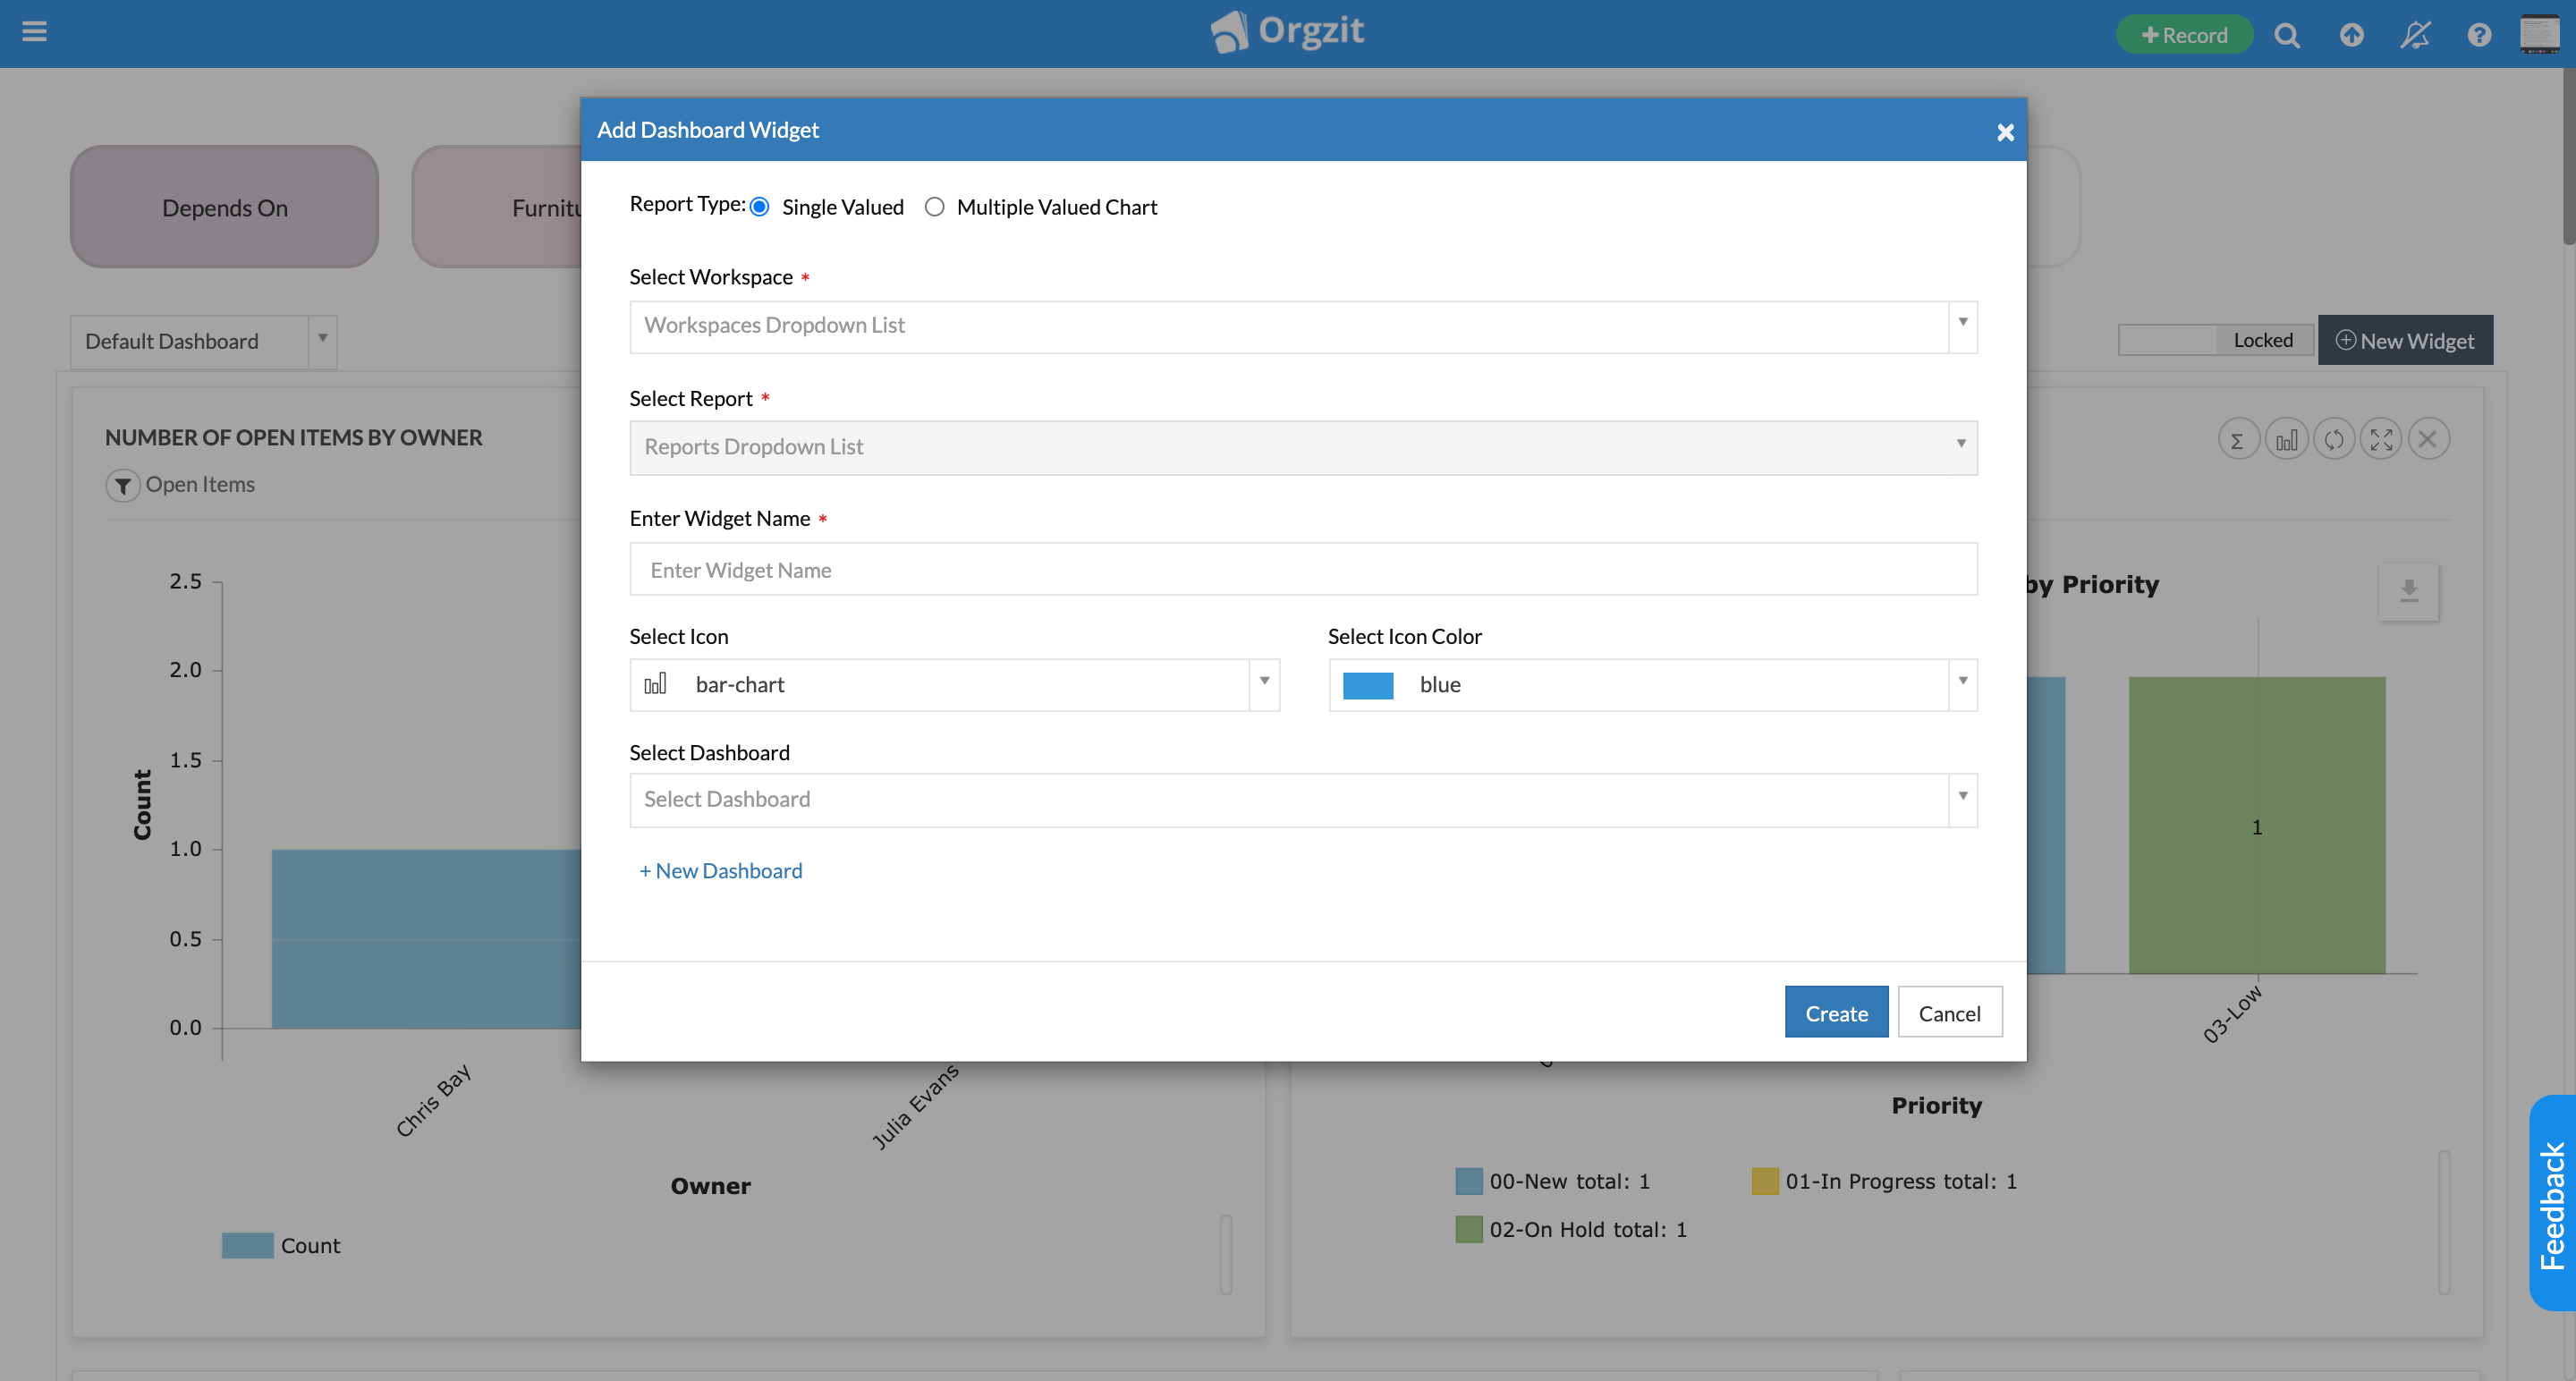 Orgzit
+ Record
Add Dashboard Widget
Depends On
Report Type: Single Valued Multiple Valued Chart
Select Workspace *
Workspaces Dropdown List
Default Dashboard
Locked
New Widget
Select Report *
Reports Dropdown List
NUMBER OF OPEN ITEMS BY OWNER
Open Items
Enter Widget Name *
Enter Widget Name
by Priority
Select Icon
Select Icon Color
bar-chart
blue
Select Dashboard
Select Dashboard
+ New Dashboard
Create
Cancel
2.5
2.0
1.5
1.0
0.5
0.0
Count
Chris Bay
Julia Evans
Owner
Count
1
03-Low
Priority
00-New total: 1
01-In Progress total: 1
02-On Hold total: 1
Feedback